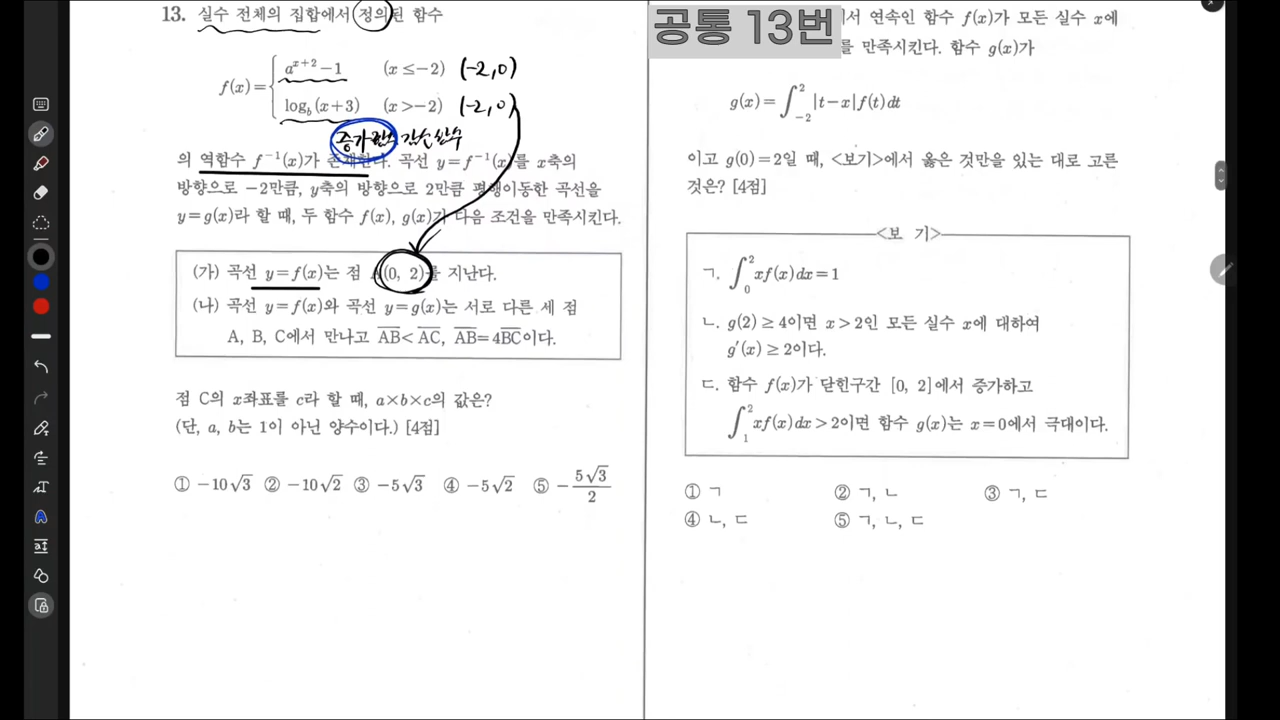 13. 실수 전체의 집합에서 정의된 함수
f(x)= { a^{x+2}-1 (x≤-2) (-2,0)
log_b(x+3) (x>-2) (-2,0)
증가함수 감소함수
의 역함수 f^{-1}(x)가 존재한다. 곡선 y=f^{-1}(x)를 x축의
방향으로 -2만큼, y축의 방향으로 2만큼 평행이동한 곡선을
y=g(x)라 할 때, 두 함수 f(x), g(x)가 다음 조건을 만족시킨다.
(가) 곡선 y=f(x)는 점 A(0, 2)를 지난다.
(나) 곡선 y=f(x)와 곡선 y=g(x)는 서로 다른 세 점
A, B, C에서 만나고 \overline{AB}<\overline{AC}, \overline{AB}=4\overline{BC}이다.
점 C의 x좌표를 c라 할 때, a×b×c의 값은?
(단, a, b는 1이 아닌 양수이다.) [4점]
① -10√3 ② -10√2 ③ -5√3 ④ -5√2 ⑤ -\frac{5√3}{2}
공통 13번
서 연속인 함수 f(x)가 모든 실수 x에
를 만족시킨다. 함수 g(x)가
g(x)=∫_{-2}^{2}|t-x|f(t)dt
이고 g(0)=2일 때, <보기>에서 옳은 것만을 있는 대로 고른
것은? [4점]
<보 기>
ㄱ. ∫_{0}^{2}xf(x)dx=1
ㄴ. g(2)≥4이면 x>2인 모든 실수 x에 대하여
g′(x)≥2이다.
ㄷ. 함수 f(x)가 닫힌구간 [0, 2]에서 증가하고
∫_{1}^{2}xf(x)dx>2이면 함수 g(x)는 x=0에서 극대이다.
① ㄱ ② ㄱ, ㄴ ③ ㄱ, ㄷ
④ ㄴ, ㄷ ⑤ ㄱ, ㄴ, ㄷ